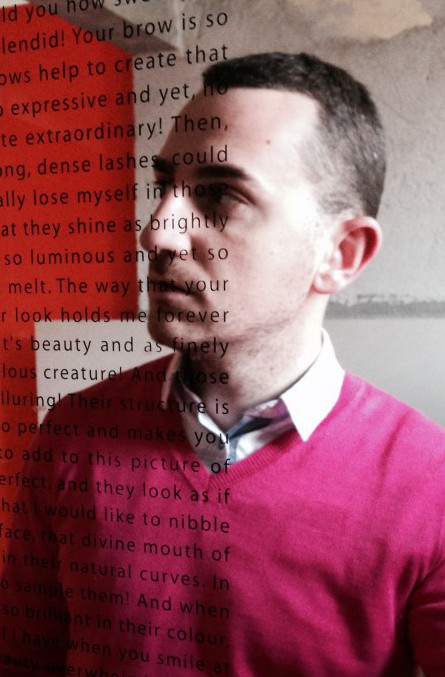 ld you how
lendid! Your brow is so
ows help to create that
o expressive and yet, no
te extraordinary! Then,
ong, dense lashes could
ally lose myself in those
at they shine as brightly
so luminous and yet so
melt. The way that your
r look holds me forever
t's beauty and as finely
lous creature! And those
lluring! Their structure is
o perfect and makes you
to add to this picture of
erfect, and they look as if
hat I would like to nibble
face, that divine mouth of
in their natural curves. In
o sample them! And when
so brilliant in their colour,
l I have when you smile at